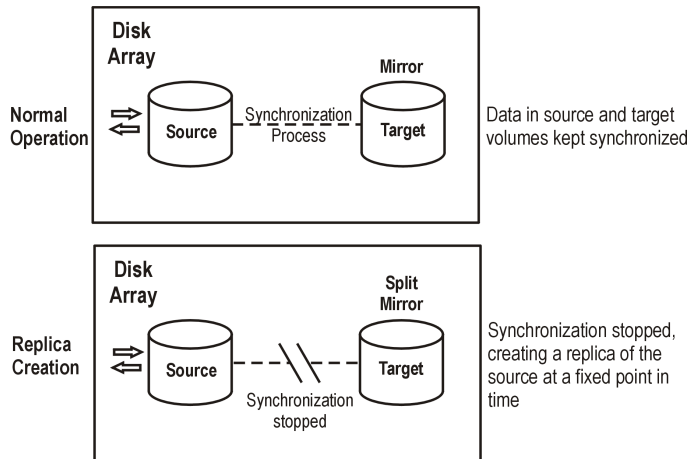 Disk
Array
Mirror
Normal
Operation
Source
Synchronization
Process
Target
Data in source and target
volumes kept synchronized
Disk
Array
Split
Mirror
Replica
Creation
Source
Synchronization
stopped
Target
Synchronization stopped,
creating a replica of the
source at a fixed point in
time